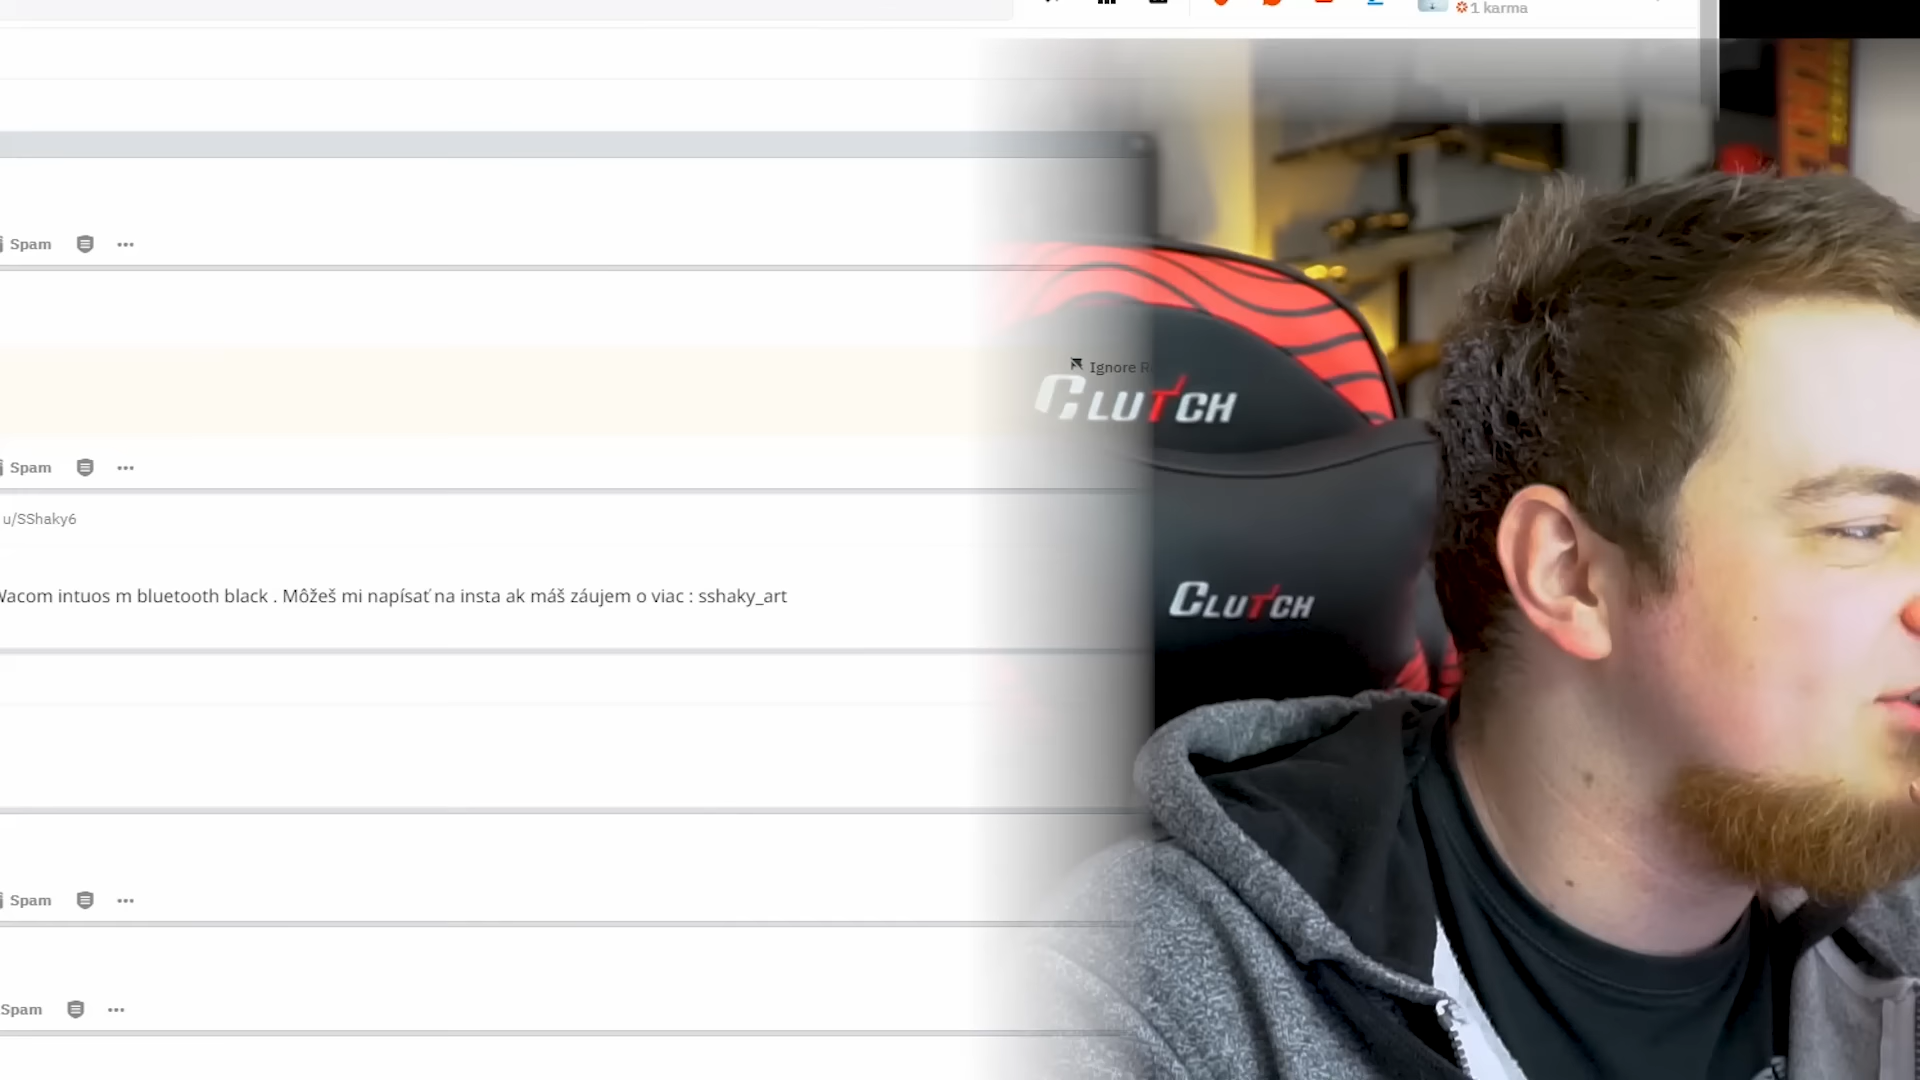 1 karma
Spam
Ignore
CLUTCH
Spam
u/SShaky6
Wacom intuos m bluetooth black . Môžeš mi napísať na insta ak máš záujem o viac : sshaky_art
CLUTCH
Spam
Spam